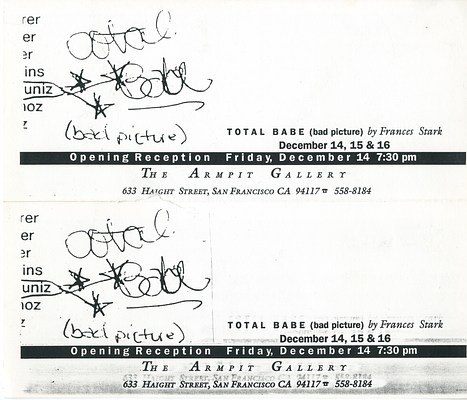 rer
er
er
ins
uniz
noz
z
total
Babe
(bad picture)
TOTAL BABE (bad picture) by Frances Stark
December 14, 15 & 16
Opening Reception Friday, December 14 7:30 pm
THE ARMPIT GALLERY
633 HAIGHT STREET, SAN FRANCISCO CA 94117 ☎ 558-8184
rer
er
er
ins
uniz
noz
z
total
Babe
(bad picture)
TOTAL BABE (bad picture) by Frances Stark
December 14, 15 & 16
Opening Reception Friday, December 14 7:30 pm
THE ARMPIT GALLERY
633 HAIGHT STREET, SAN FRANCISCO CA 94117 ☎ 558-8184